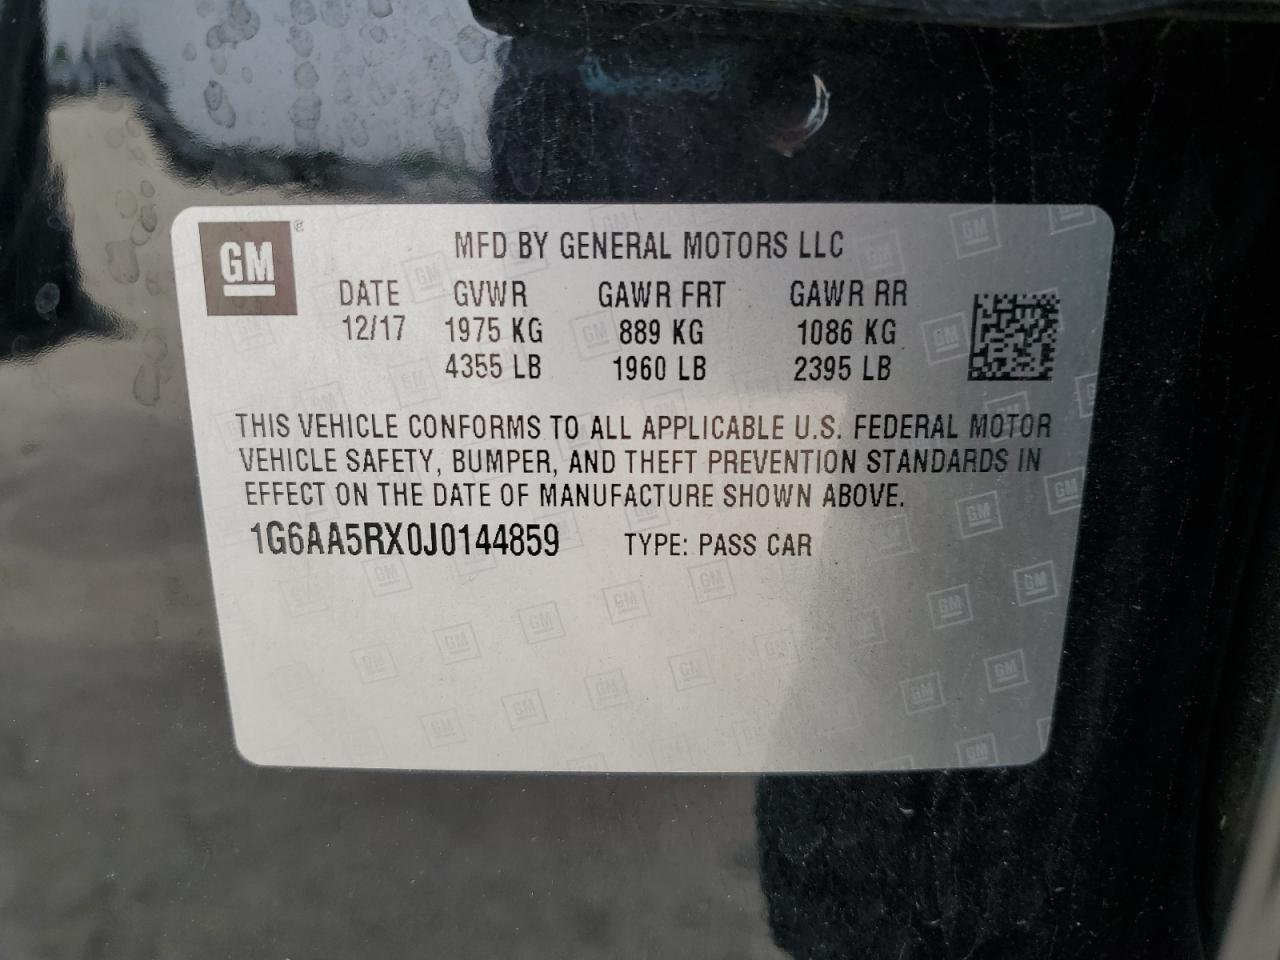 GM ®
MFD BY GENERAL MOTORS LLC
DATE GVWR GAWR FRT GAWR RR
12/17 1975 KG 889 KG 1086 KG
4355 LB 1960 LB 2395 LB
THIS VEHICLE CONFORMS TO ALL APPLICABLE U.S. FEDERAL MOTOR
VEHICLE SAFETY, BUMPER, AND THEFT PREVENTION STANDARDS IN
EFFECT ON THE DATE OF MANUFACTURE SHOWN ABOVE.
1G6AA5RX0J0144859 TYPE: PASS CAR